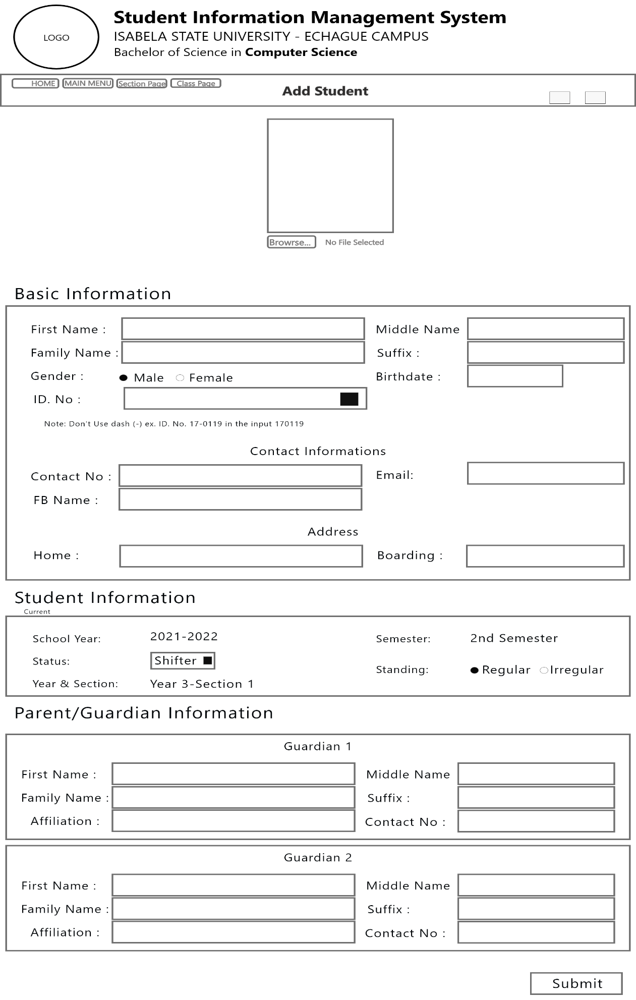 LOGO
Student Information Management System
ISABELA STATE UNIVERSITY - ECHAGUE CAMPUS
Bachelor of Science in Computer Science
HOME MAIN MENU Section Page Class Page
Add Student
Browrse... No File Selected
Basic Information
First Name : Middle Name
Family Name : Suffix :
Gender : Male Female Birthdate :
ID. No :
Note: Don't Use dash (-) ex. ID. No. 17-0119 in the input 170119
Contact Informations
Contact No : Email:
FB Name :
Address
Home : Boarding :
Student Information
Current
School Year: 2021-2022 Semester: 2nd Semester
Status: Shifter
Standing: Regular Irregular
Year & Section: Year 3-Section 1
Parent/Guardian Information
Guardian 1
First Name : Middle Name
Family Name : Suffix :
Affiliation : Contact No :
Guardian 2
First Name : Middle Name
Family Name : Suffix :
Affiliation : Contact No :
Submit